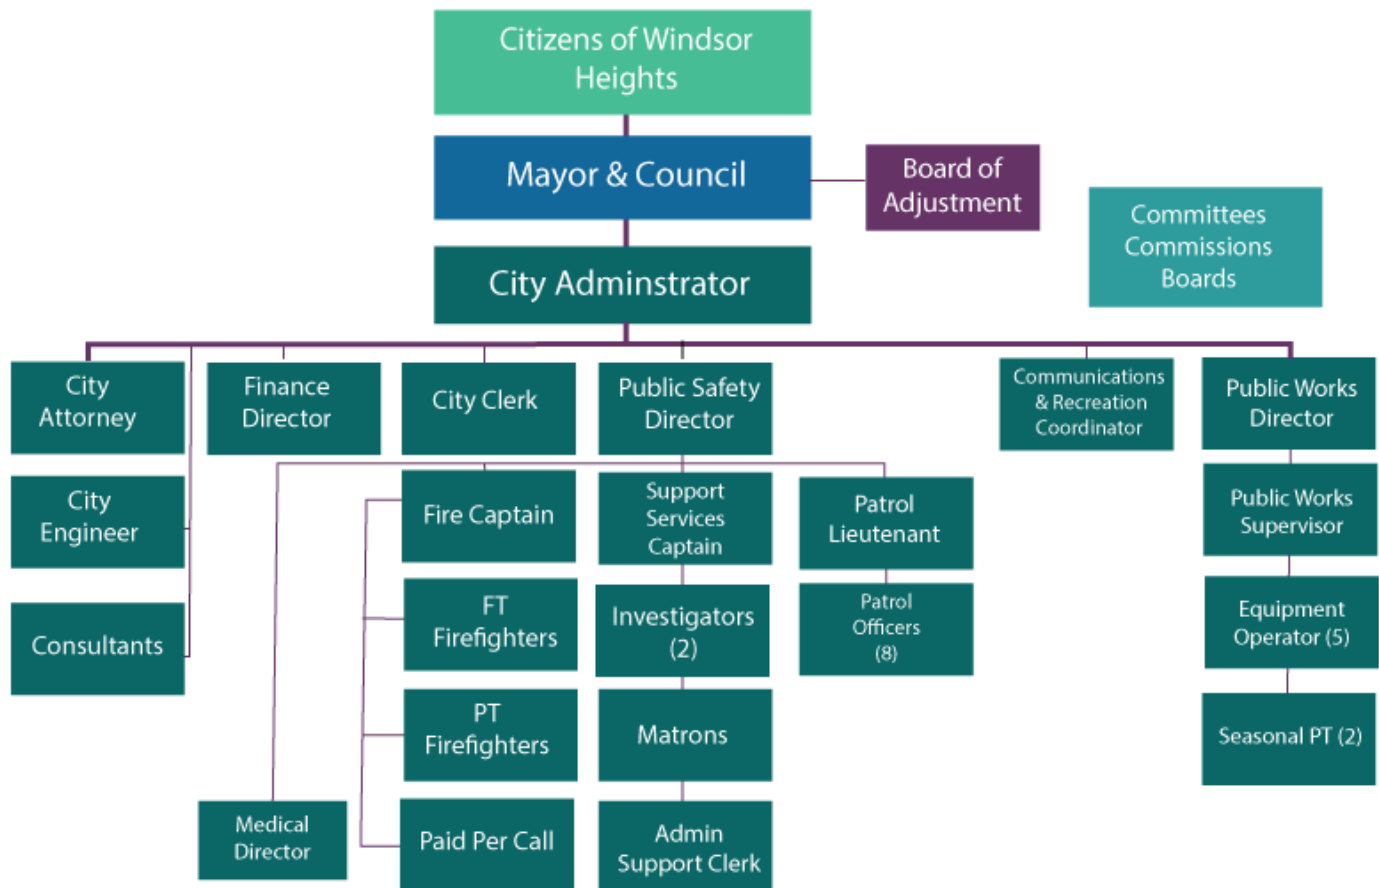 Citizens of Windsor
Heights
Mayor & Council
Board of
Adjustment
Committees
Commissions
Boards
City Adminstrator
City
Attorney
Finance
Director
City Clerk
Public Safety
Director
Communications
& Recreation
Coordinator
Public Works
Director
City
Engineer
Fire Captain
Support
Services
Captain
Patrol
Lieutenant
Public Works
Supervisor
Consultants
FT
Firefighters
Investigators
(2)
Patrol
Officers
(8)
Equipment
Operator (5)
PT
Firefighters
Matrons
Seasonal PT (2)
Medical
Director
Paid Per Call
Admin
Support Clerk